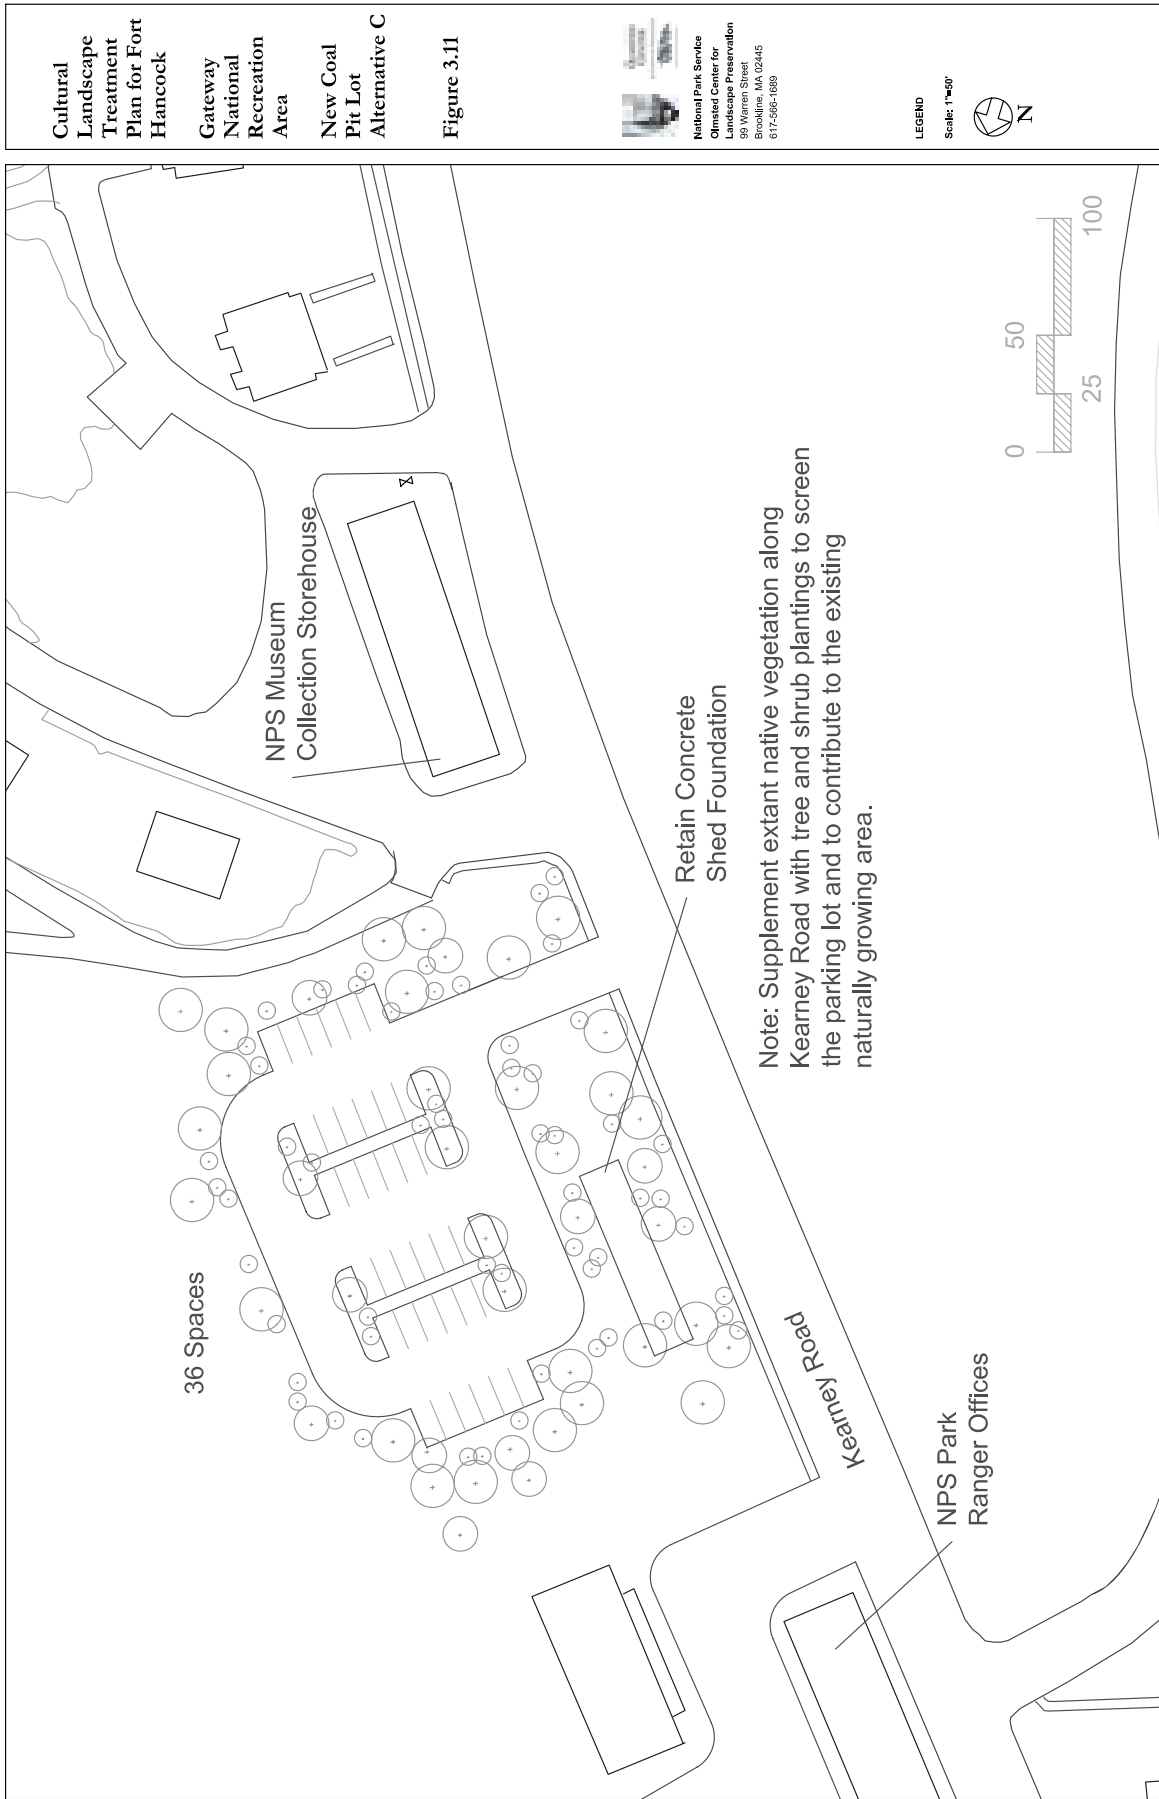 Cultural
Landscape
Treatment
Plan for Fort
Hancock
Gateway
National
Recreation
Area
New Coal
Pit Lot
Alternative C
Figure 3.11
National Park Service
Olmsted Center for
Landscape Preservation
99 Warren Street
Brookline, MA 02445
617-566-1689
LEGEND
Scale: 1"=50'
N
36 Spaces
NPS Museum
Collection Storehouse
Retain Concrete
Shed Foundation
Note: Supplement extant native vegetation along
Kearney Road with tree and shrub plantings to screen
the parking lot and to contribute to the existing
naturally growing area.
Kearney Road
NPS Park
Ranger Offices
0
50
25
100